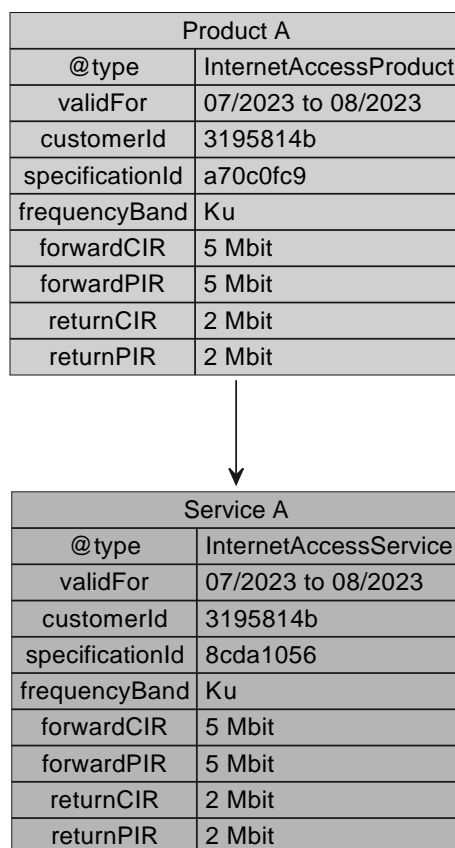 Product A
@type InternetAccessProduct
validFor 07/2023 to 08/2023
customerId 3195814b
specificationId a70c0fc9
frequencyBand Ku
forwardCIR 5 Mbit
forwardPIR 5 Mbit
returnCIR 2 Mbit
returnPIR 2 Mbit
Service A
@type InternetAccessService
validFor 07/2023 to 08/2023
customerId 3195814b
specificationId 8cda1056
frequencyBand Ku
forwardCIR 5 Mbit
forwardPIR 5 Mbit
returnCIR 2 Mbit
returnPIR 2 Mbit